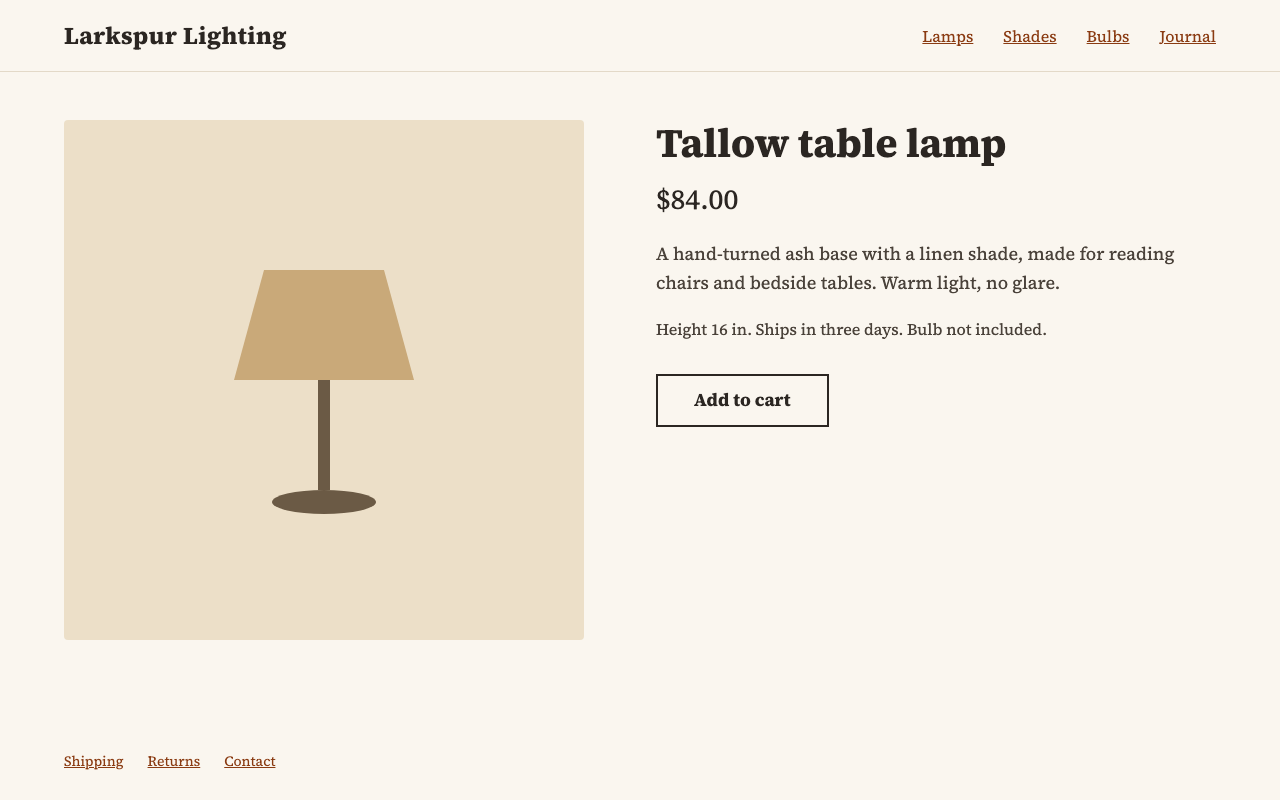 Larkspur Lighting
Lamps Shades Bulbs Journal
Tallow table lamp
$84.00
A hand-turned ash base with a linen shade, made for reading
chairs and bedside tables. Warm light, no glare.
Height 16 in. Ships in three days. Bulb not included.
Add to cart
Shipping Returns Contact